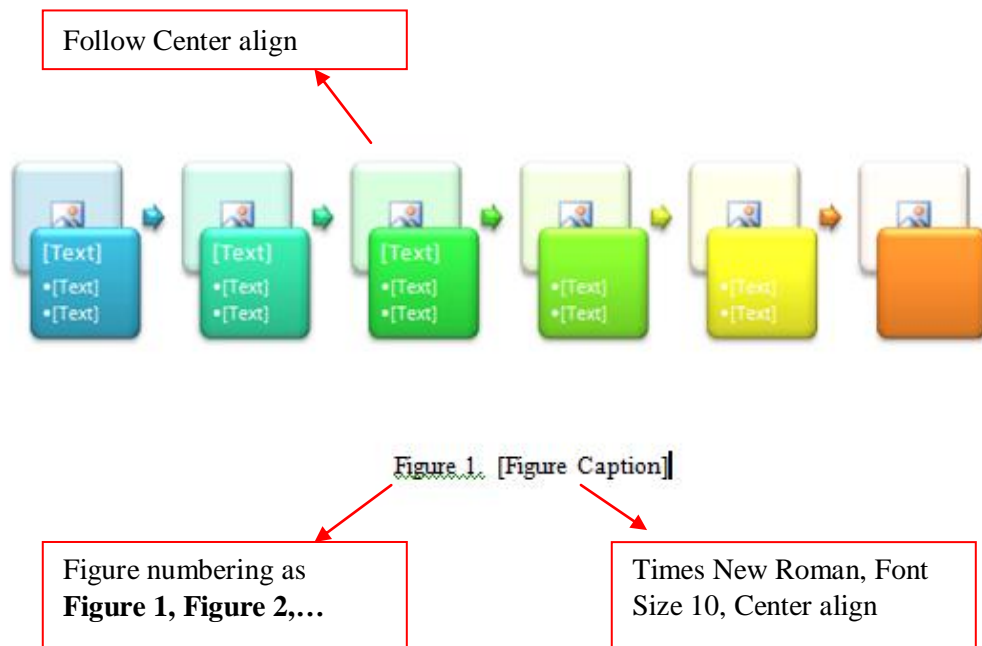 Follow Center align
[Text]
•[Text]
•[Text]
[Text]
•[Text]
•[Text]
[Text]
•[Text]
•[Text]
•[Text]
•[Text]
•[Text]
•[Text]
Figure 1. [Figure Caption]
Figure numbering as
Figure 1, Figure 2,…
Times New Roman, Font
Size 10, Center align